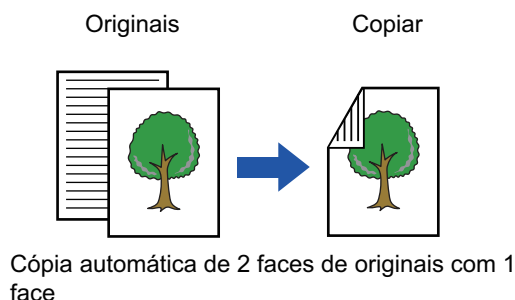 Originais
Copiar
Cópia automática de 2 faces de originais com 1
face